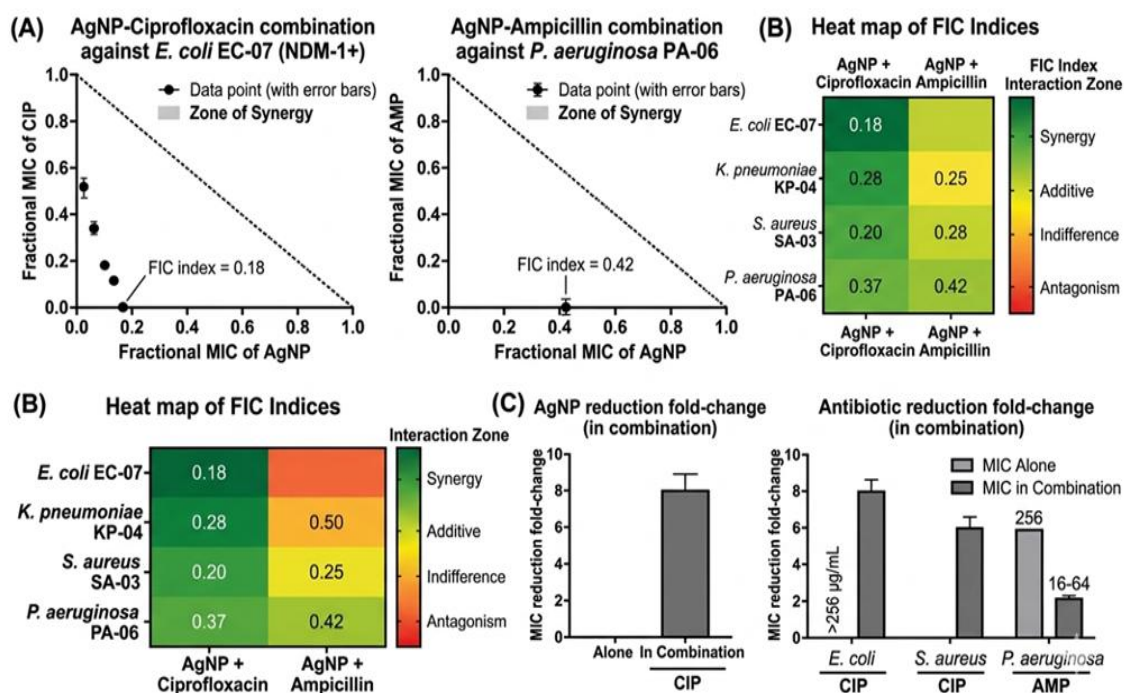 (A)
AgNP-Ciprofloxacin combination
against E. coli EC-07 (NDM-1+)
Fractional MIC of CIP
1.0
0.8
0.6
0.4
0.2
0.0
Data point (with error bars)
Zone of Synergy
FIC index = 0.18
0.0 0.2 0.4 0.6 0.8 1.0
Fractional MIC of AgNP
AgNP-Ampicillin combination
against P. aeruginosa PA-06
Fractional MIC of AMP
1.0
0.8
0.6
0.4
0.2
0.0
Data point (with error bars)
Zone of Synergy
FIC index = 0.42
0.0 0.2 0.4 0.6 0.8 1.0
Fractional MIC of AgNP
(B) Heat map of FIC Indices
AgNP + AgNP +
Ciprofloxacin Ampicillin
E. coli EC-07 0.18
K. pneumoniae
KP-04 0.28 0.25
S. aureus
SA-03 0.20 0.28
P. aeruginosa
PA-06 0.37 0.42
AgNP + AgNP +
Ciprofloxacin Ampicillin
FIC Index
Interaction Zone
Synergy
Additive
Indifference
Antagonism
(B) Heat map of FIC Indices
E. coli EC-07 0.18
K. pneumoniae
KP-04 0.28 0.50
S. aureus
SA-03 0.20 0.25
P. aeruginosa
PA-06 0.37 0.42
AgNP + AgNP +
Ciprofloxacin Ampicillin
Interaction Zone
Synergy
Additive
Indifference
Antagonism
(C)
AgNP reduction fold-change
(in combination)
MIC reduction fold-change
10
8
6
4
2
0
Alone In Combination
CIP
Antibiotic reduction fold-change
(in combination)
MIC reduction fold-change
10
8
6
4
2
0
MIC Alone
MIC in Combination
>256 µg/mL
256
16-64
E. coli S. aureus P. aeruginosa
CIP CIP AMP